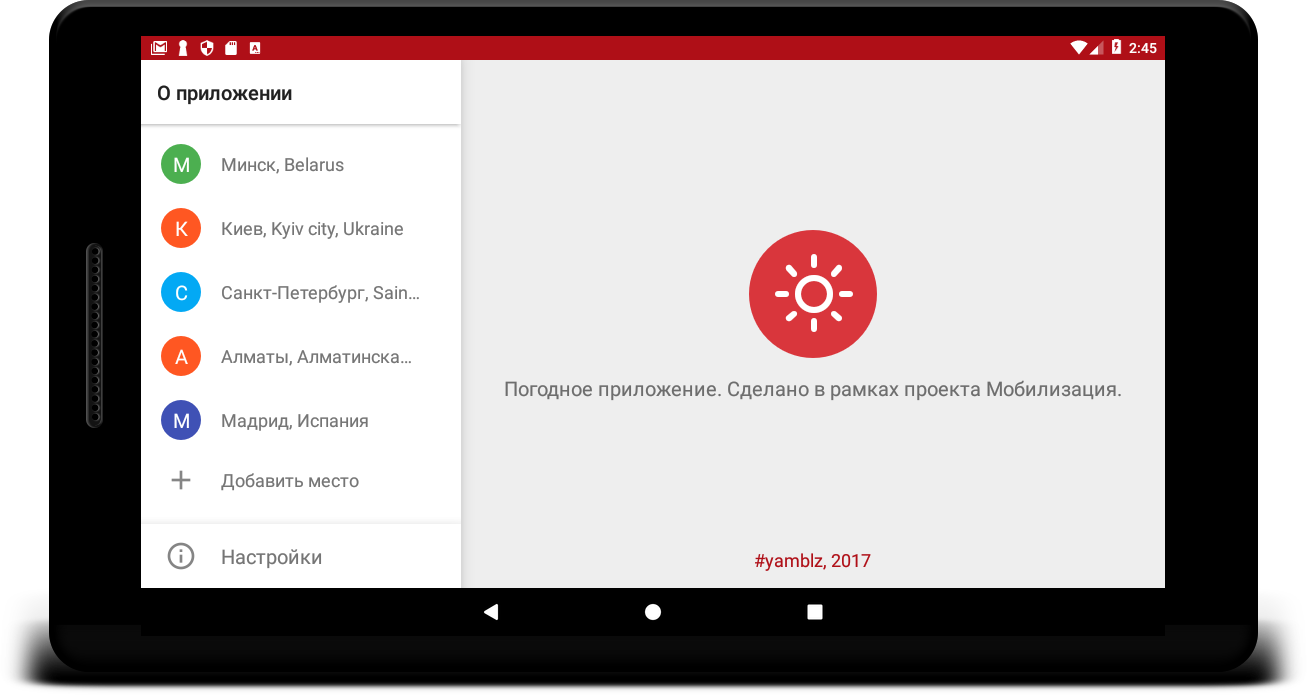 2:45
О приложении
М Минск, Belarus
К Киев, Kyiv city, Ukraine
С Санкт-Петербург, Sain…
А Алматы, Алматинска…
М Мадрид, Испания
Добавить место
Настройки
Погодное приложение. Сделано в рамках проекта Мобилизация.
#yamblz, 2017